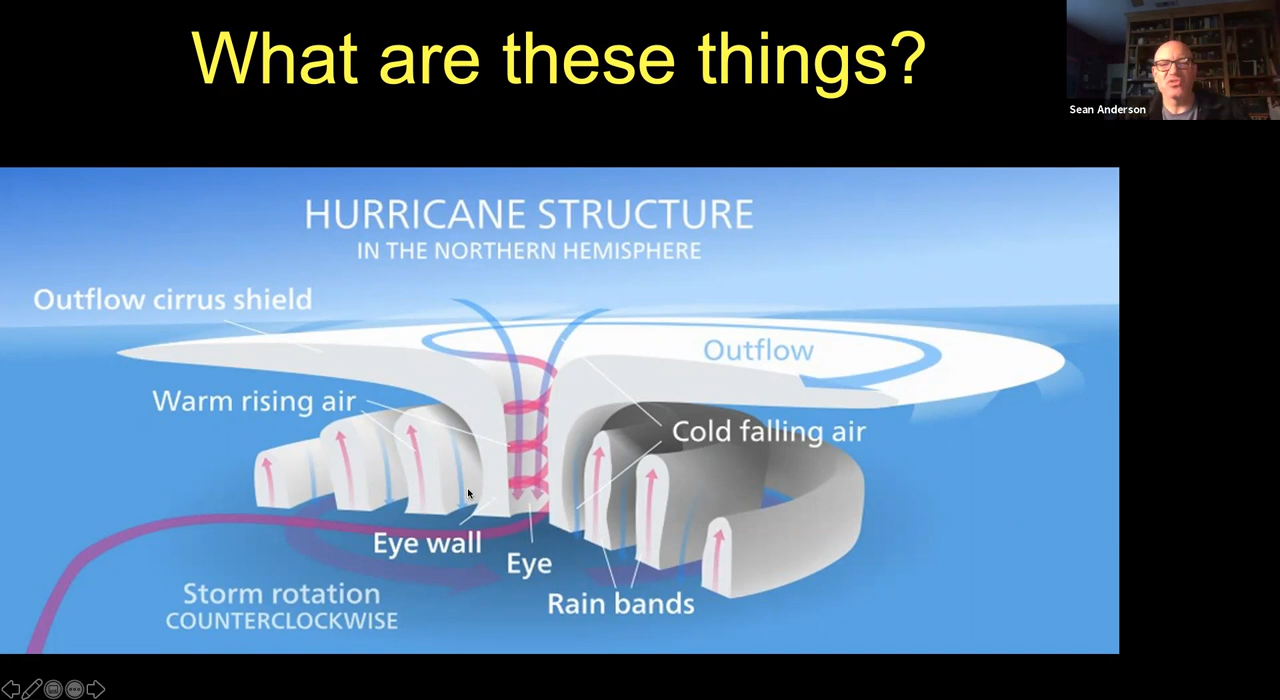 What are these things?
Sean Anderson
HURRICANE STRUCTURE
IN THE NORTHERN HEMISPHERE
Outflow cirrus shield
Outflow
Warm rising air
Cold falling air
Eye wall
Eye
Rain bands
Storm rotation
COUNTERCLOCKWISE